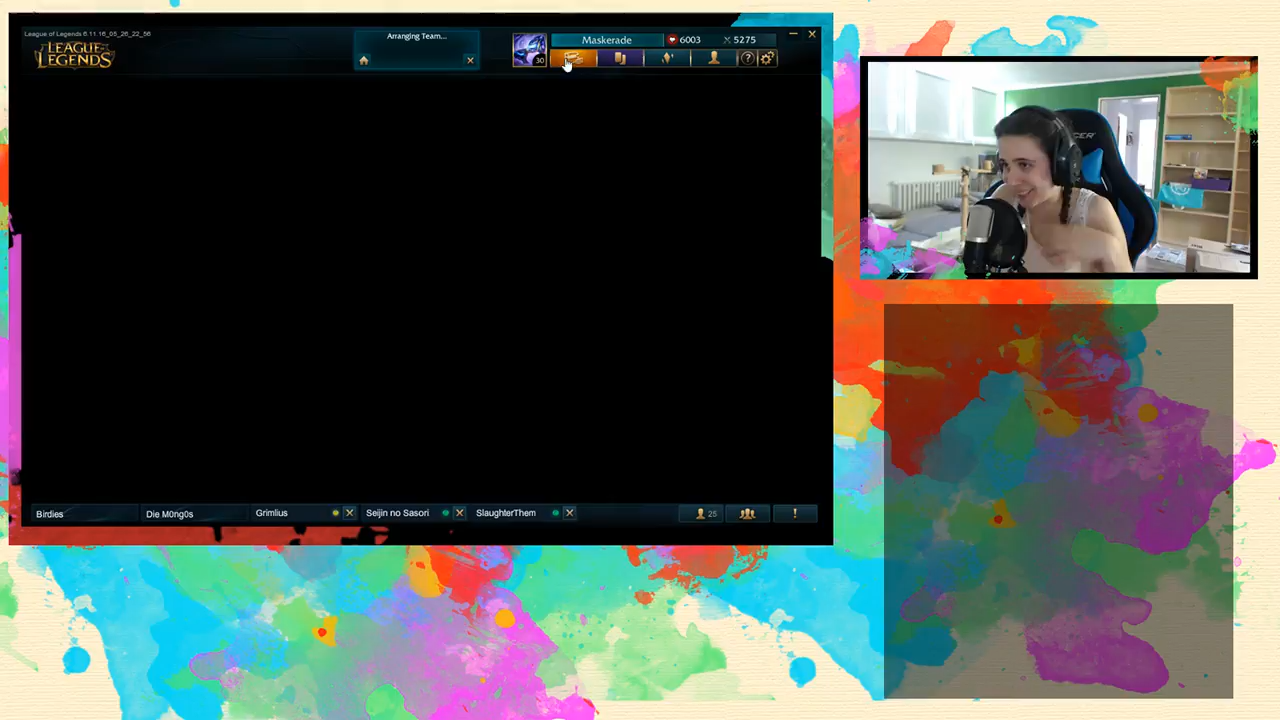 League of Legends 6.11.16_05_26_22_56
LEAGUE OF LEGENDS
Arranging Team...
30
Maskerade
6003
5275
?
Birdies
Die M0ng0s
Grimlius
Seijin no Sasori
SlaughterThem
25
!